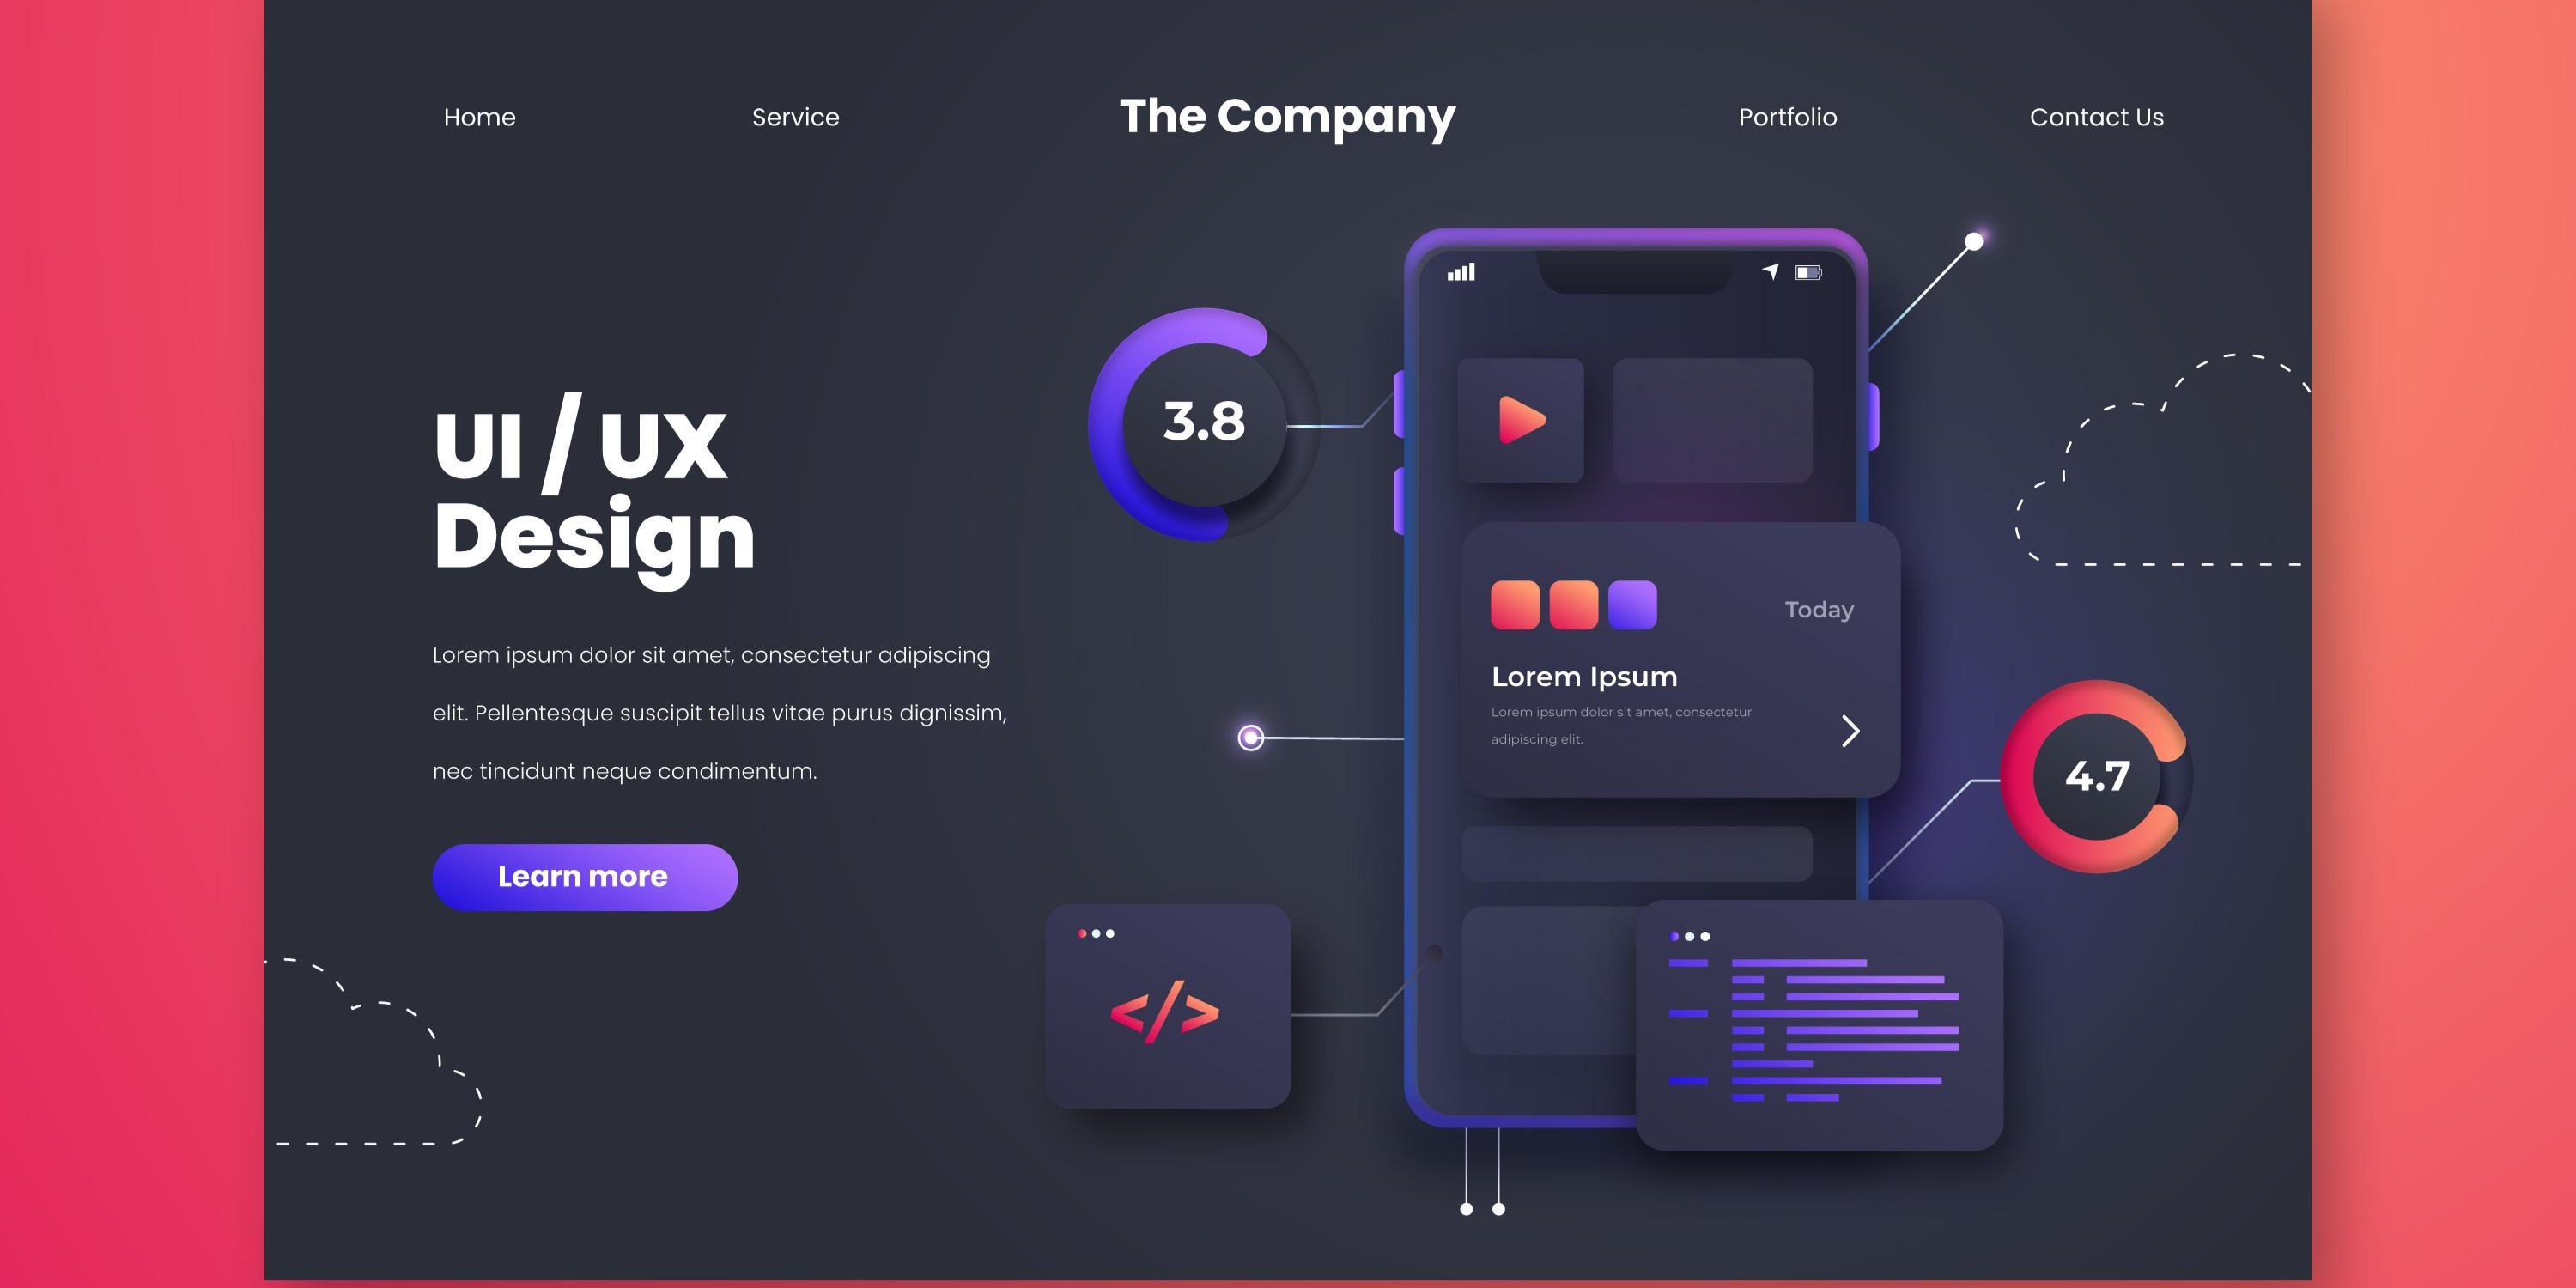 Home
Service
The Company
Portfolio
Contact Us
UI / UX
Design
Lorem ipsum dolor sit amet, consectetur adipiscing
elit. Pellentesque suscipit tellus vitae purus dignissim,
nec tincidunt neque condimentum.
Learn more
3.8
Today
Lorem Ipsum
Lorem ipsum dolor sit amet, consectetur
adipiscing elit.
4.7
</>